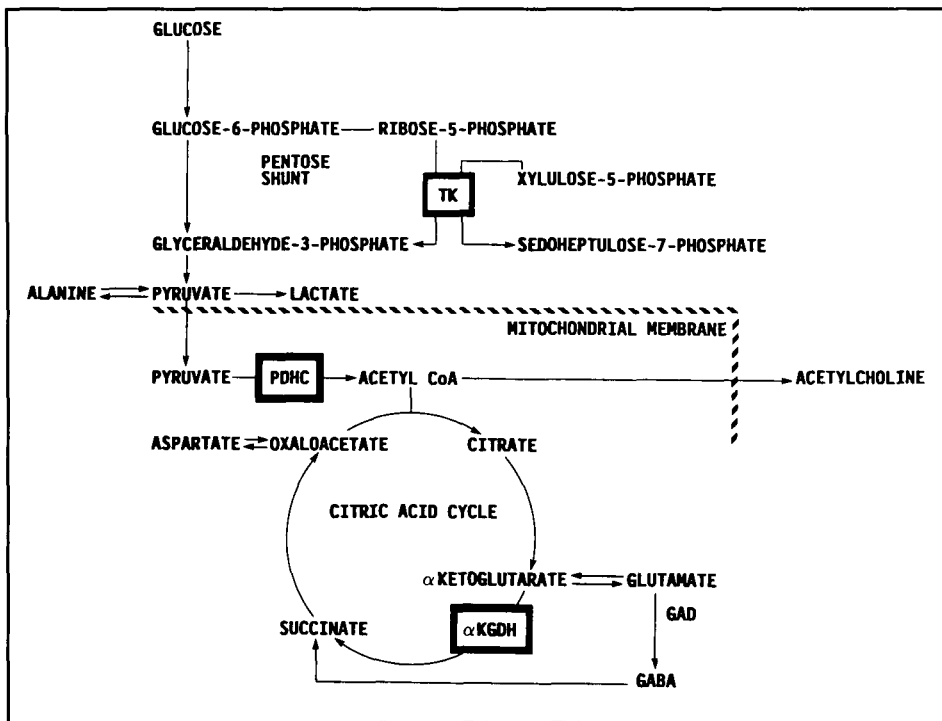 GLUCOSE
GLUCOSE-6-PHOSPHATE RIBOSE-5-PHOSPHATE
PENTOSE
SHUNT
XYLULOSE-5-PHOSPHATE
TK
GLYCERALDEHYDE-3-PHOSPHATE SEDOHEPTULOSE-7-PHOSPHATE
ALANINE PYRUVATE LACTATE
MITOCHONDRIAL MEMBRANE
PYRUVATE PDHC ACETYL CoA ACETYLCHOLINE
ASPARTATE OXALOACETATE CITRATE
CITRIC ACID CYCLE
αKETOGLUTARATE GLUTAMATE
GAD
SUCCINATE αKGDH
GABA